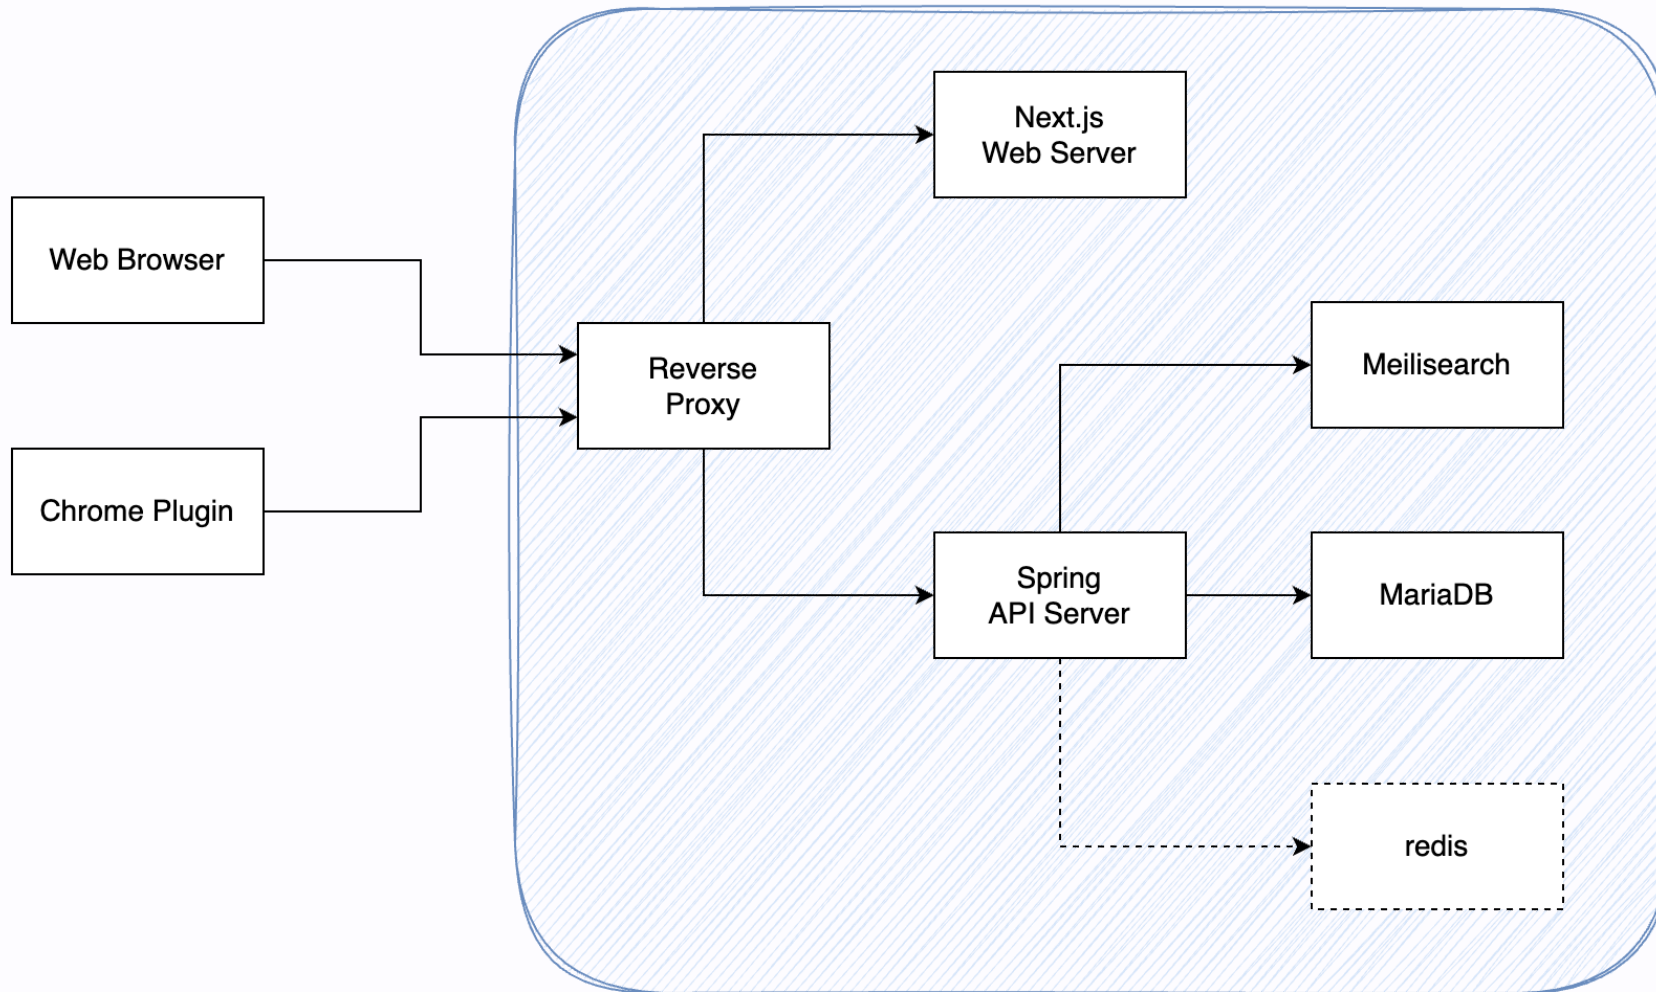 Next.js
Web Server
Web Browser
Reverse
Proxy
Meilisearch
Chrome Plugin
Spring
API Server
MariaDB
redis